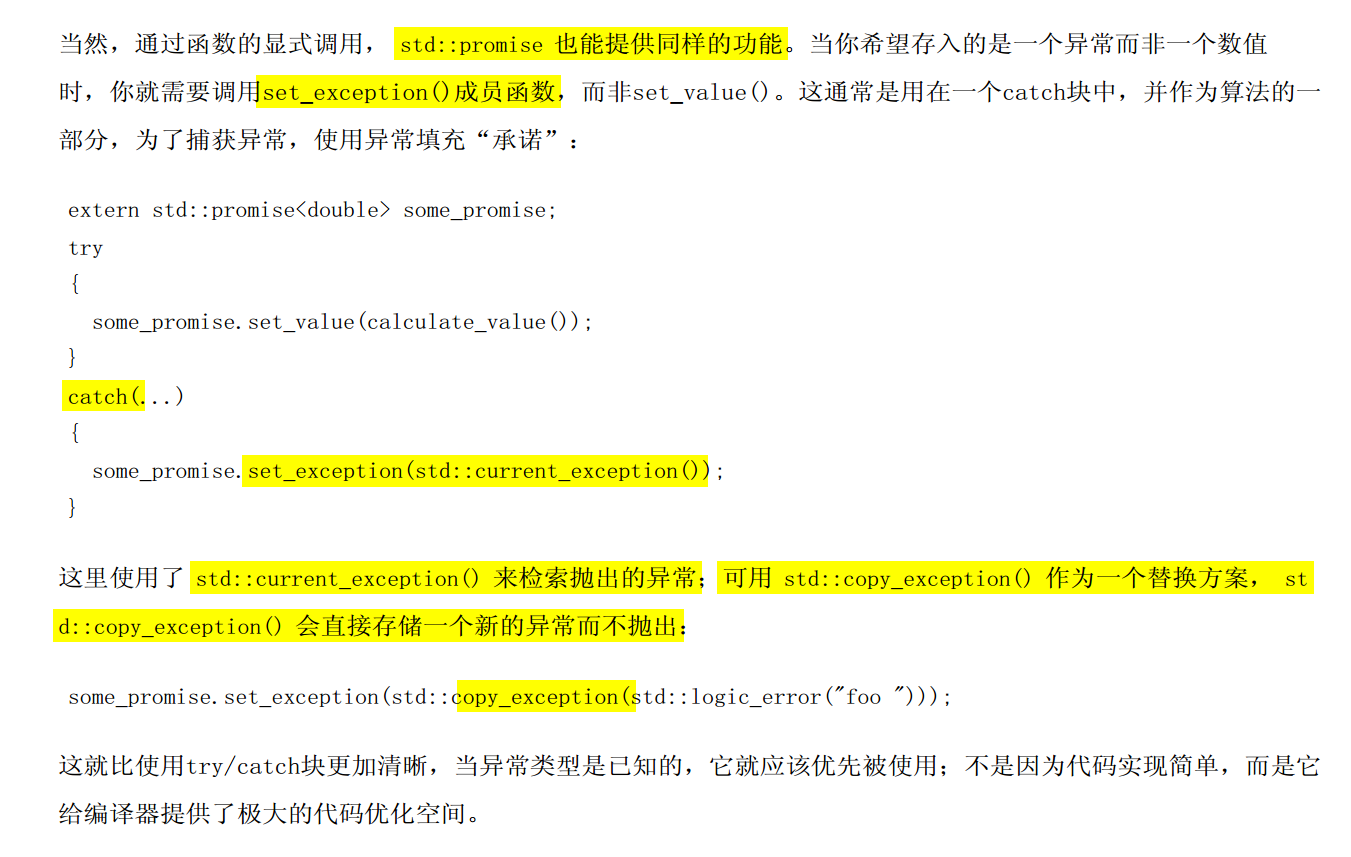 当然，通过函数的显式调用， std::promise 也能提供同样的功能。当你希望存入的是一个异常而非一个数值
时，你就需要调用set_exception()成员函数，而非set_value()。这通常是用在一个catch块中，并作为算法的一
部分，为了捕获异常，使用异常填充“承诺”：
extern std::promise<double> some_promise;
try
{
  some_promise.set_value(calculate_value());
}
catch(...)
{
  some_promise.set_exception(std::current_exception());
}
这里使用了 std::current_exception() 来检索抛出的异常；可用 std::copy_exception() 作为一个替换方案， st
d::copy_exception() 会直接存储一个新的异常而不抛出：
some_promise.set_exception(std::copy_exception(std::logic_error("foo ")));
这就比使用try/catch块更加清晰，当异常类型是已知的，它就应该优先被使用；不是因为代码实现简单，而是它
给编译器提供了极大的代码优化空间。